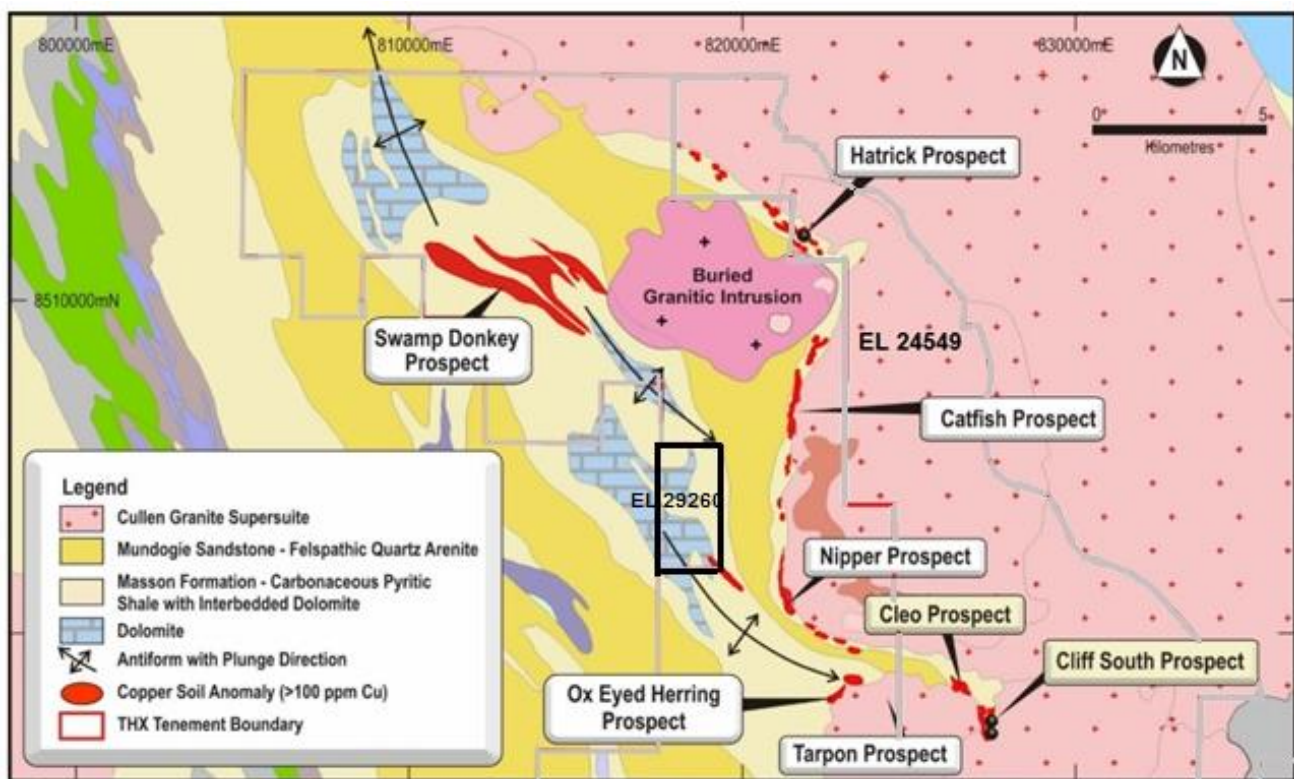 800000mE
810000mE
820000mE
830000mE
N
0
5
Kilometres
Hatrick Prospect
Buried
Granitic Intrusion
8510000mN
Swamp Donkey
Prospect
EL 24549
Catfish Prospect
EL 29260
Nipper Prospect
Cleo Prospect
Cliff South Prospect
Ox Eyed Herring
Prospect
Tarpon Prospect
Legend
Cullen Granite Supersuite
Mundogie Sandstone - Felspathic Quartz Arenite
Masson Formation - Carbonaceous Pyritic
Shale with Interbedded Dolomite
Dolomite
Antiform with Plunge Direction
Copper Soil Anomaly (>100 ppm Cu)
THX Tenement Boundary